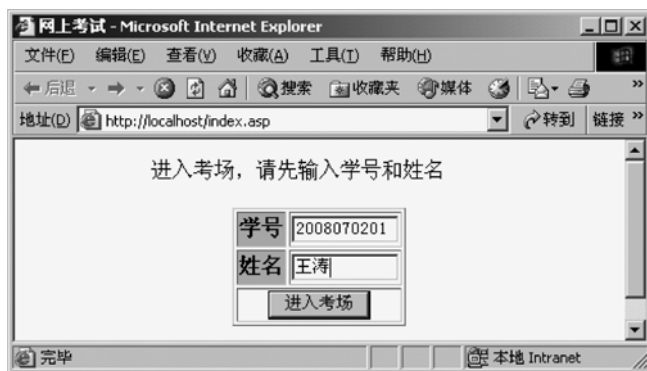 网上考试 - Microsoft Internet Explorer
文件(F) 编辑(E) 查看(V) 收藏(A) 工具(T) 帮助(H)
后退 搜索 收藏夹 媒体 »
地址(D) http://localhost/index.asp 转到 链接 »
进入考场，请先输入学号和姓名
学号 2008070201
姓名 王涛
进入考场
完毕 本地 Intranet